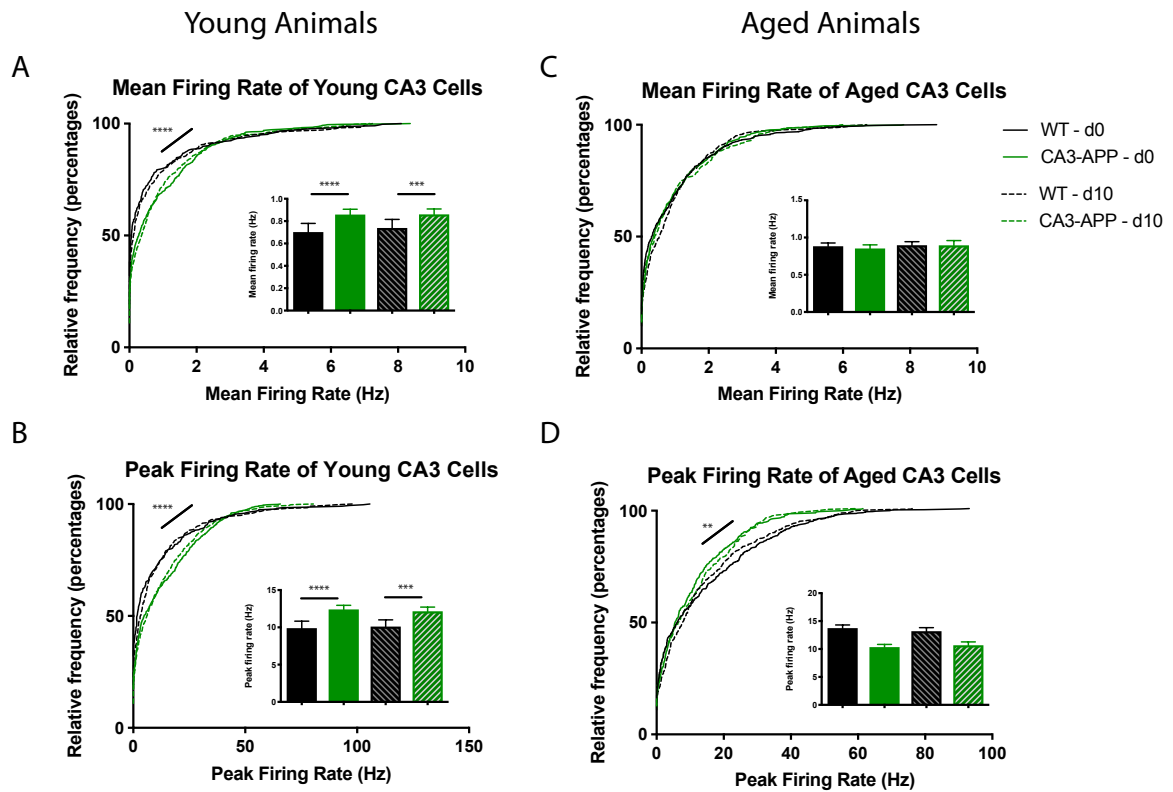 Young Animals
Aged Animals
A
Mean Firing Rate of Young CA3 Cells
Relative frequency (percentages)
100
50
0
****
Mean firing rate (Hz)
1.0
0.8
0.6
0.4
0.2
0.0
****
***
0
2
4
6
8
10
Mean Firing Rate (Hz)
C
Mean Firing Rate of Aged CA3 Cells
Relative frequency (percentages)
100
50
0
Mean firing rate (Hz)
1.5
1.0
0.5
0.0
0
2
4
6
8
10
Mean Firing Rate (Hz)
WT - d0
CA3-APP - d0
WT - d10
CA3-APP - d10
B
Peak Firing Rate of Young CA3 Cells
Relative frequency (percentages)
100
50
0
****
Peak firing rate (Hz)
15
10
5
0
****
***
0
50
100
150
Peak Firing Rate (Hz)
D
Peak Firing Rate of Aged CA3 Cells
Relative frequency (percentages)
100
50
0
**
Peak firing rate (Hz)
20
15
10
5
0
0
20
40
60
80
100
Peak Firing Rate (Hz)